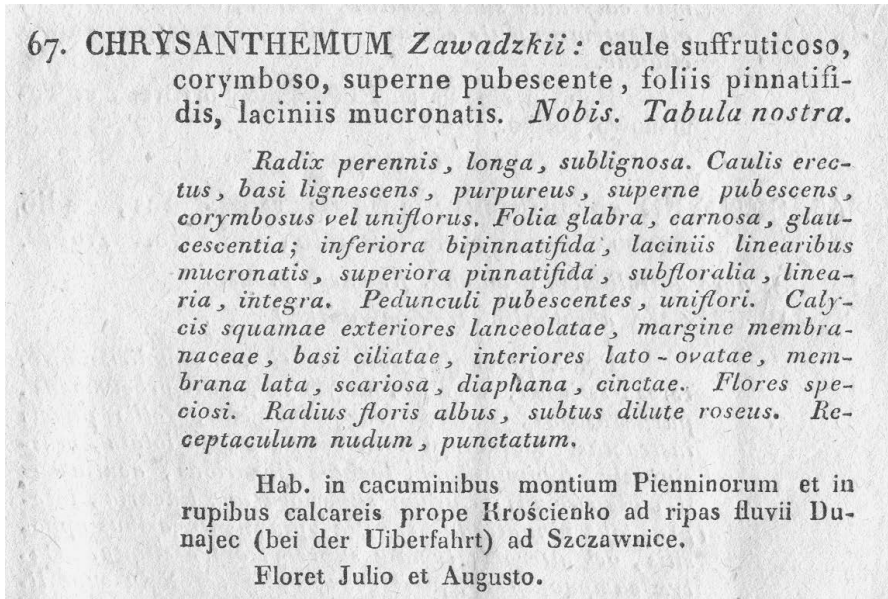 67. CHRYSANTHEMUM Zawadzkii: caule suffruticoso,
corymboso, superne pubescente, foliis pinnatifi-
dis, laciniis mucronatis. Nobis. Tabula nostra.
Radix perennis, longa, sublignosa. Caulis erec-
tus, basi lignescens, purpureus, superne pubescens,
corymbosus vel uniflorus. Folia glabra, carnosa, glau-
cescentia; inferiora bipinnatifida, laciniis linearibus
mucronatis, superiora pinnatifida, subfloralia, linea-
ria, integra. Pedunculi pubescentes, uniflori. Caly-
cis squamae exteriores lanceolatae, margine membra-
naceae, basi ciliatae, interiores lato-ovatae, mem-
brana lata, scariosa, diaphana, cinctae. Flores spe-
ciosi. Radius floris albus, subtus dilute roseus. Re-
ceptaculum nudum, punctatum.
Hab. in cacuminibus montium Pienninorum et in
rupibus calcareis prope Krościenko ad ripas fluvii Du-
najec (bei der Uiberfahrt) ad Szczawnice.
Floret Julio et Augusto.